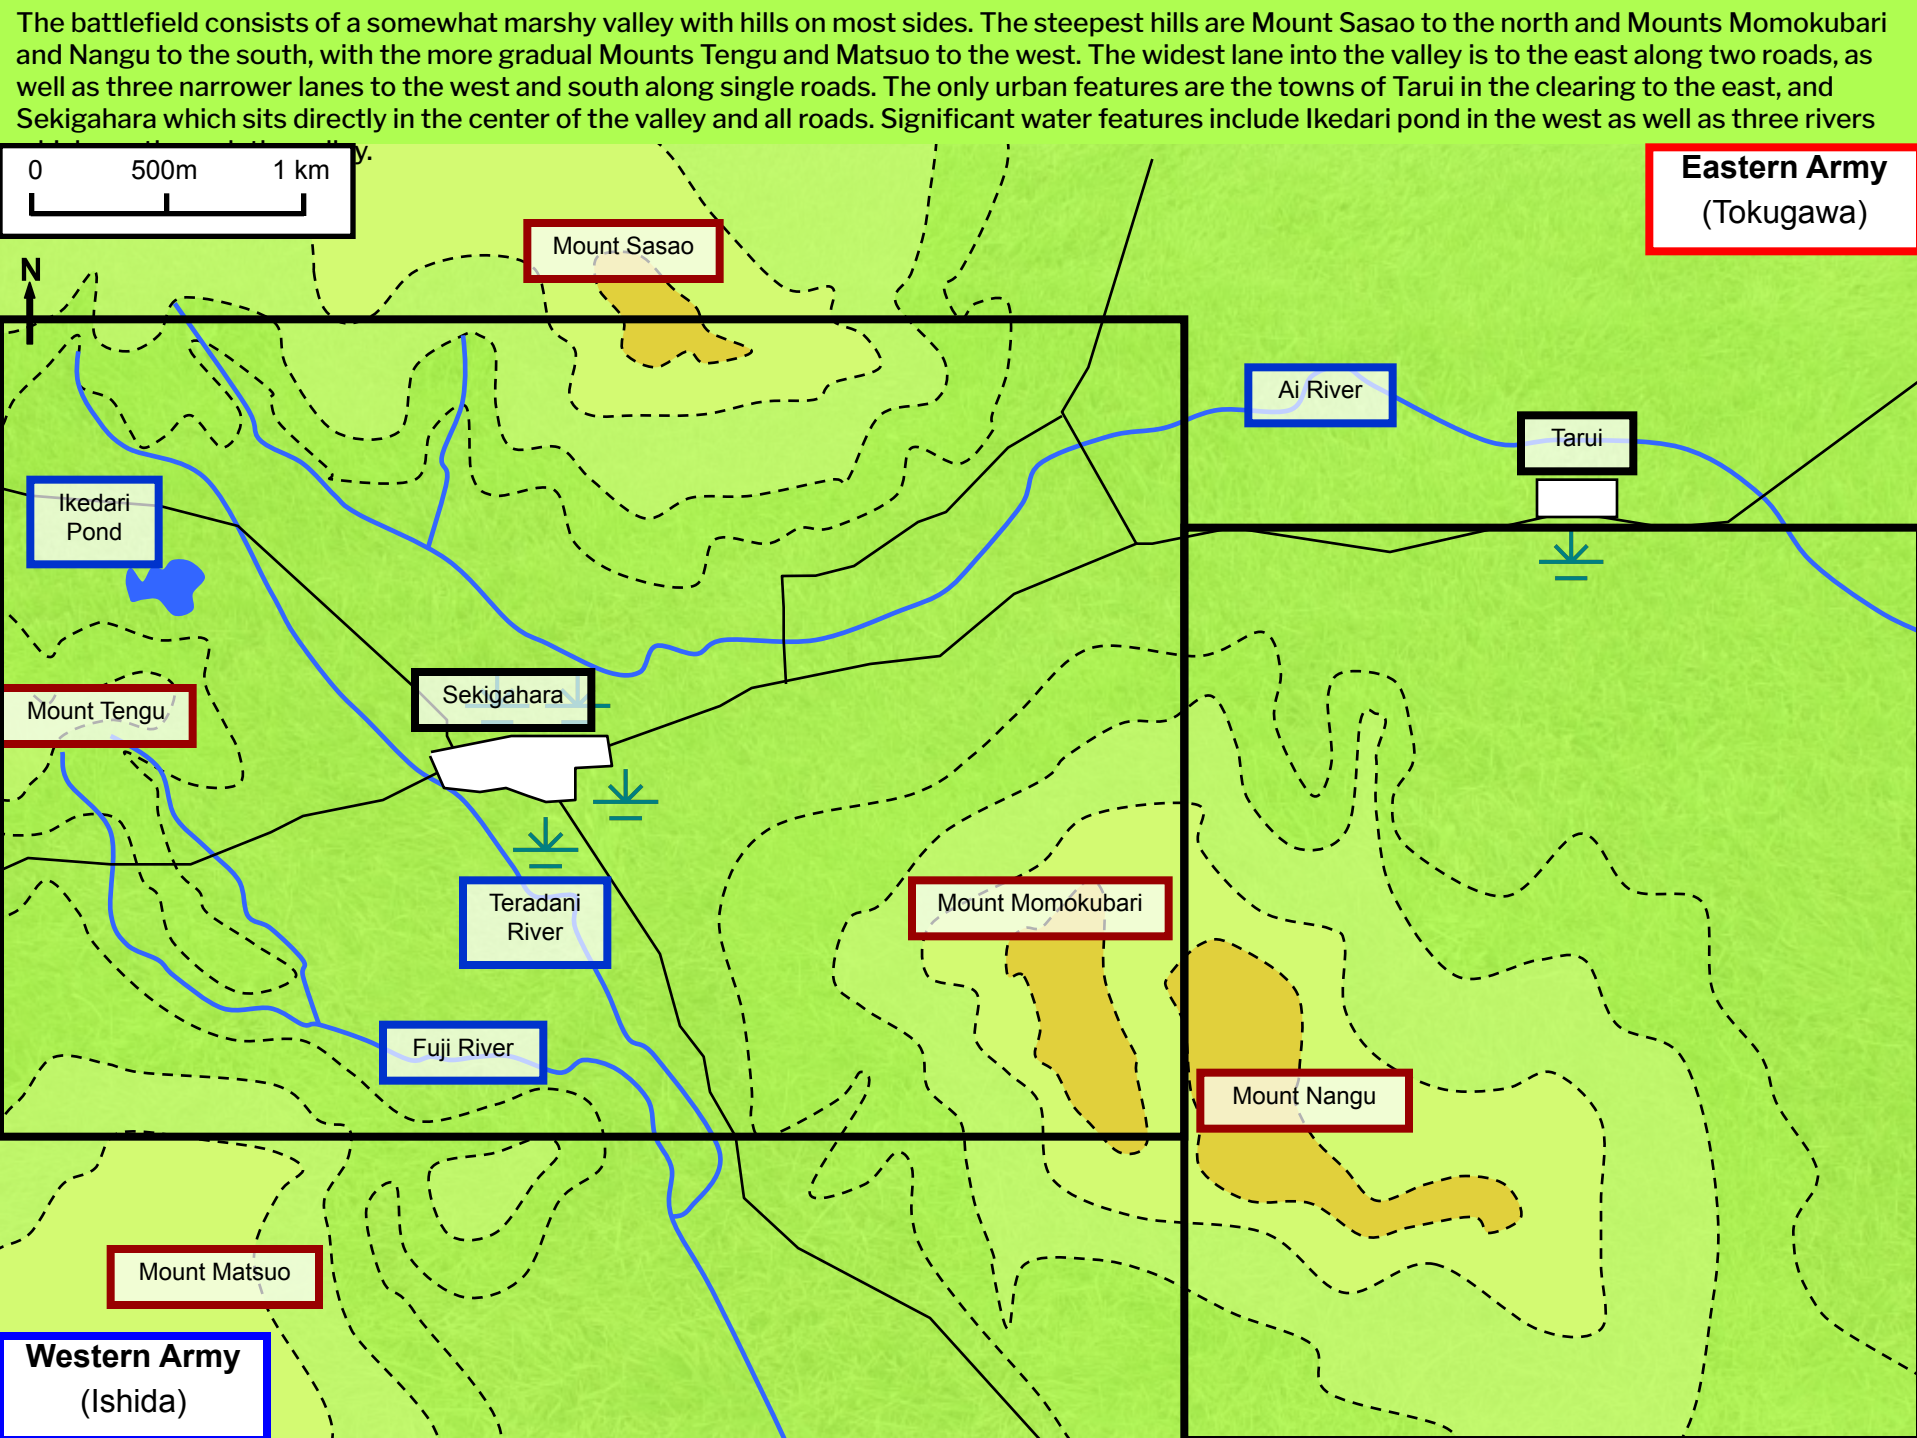 The battlefield consists of a somewhat marshy valley with hills on most sides. The steepest hills are Mount Sasao to the north and Mounts Momokubari
and Nangu to the south, with the more gradual Mounts Tengu and Matsuo to the west. The widest lane into the valley is to the east along two roads, as
well as three narrower lanes to the west and south along single roads. The only urban features are the towns of Tarui in the clearing to the east, and
Sekigahara which sits directly in the center of the valley and all roads. Significant water features include Ikedari pond in the west as well as three rivers
0 500m 1 km
Eastern Army
(Tokugawa)
Mount Sasao
N
Ai River
Tarui
Ikedari
Pond
Sekigahara
Mount Tengu
Teradani
River
Mount Momokubari
Fuji River
Mount Nangu
Mount Matsuo
Western Army
(Ishida)